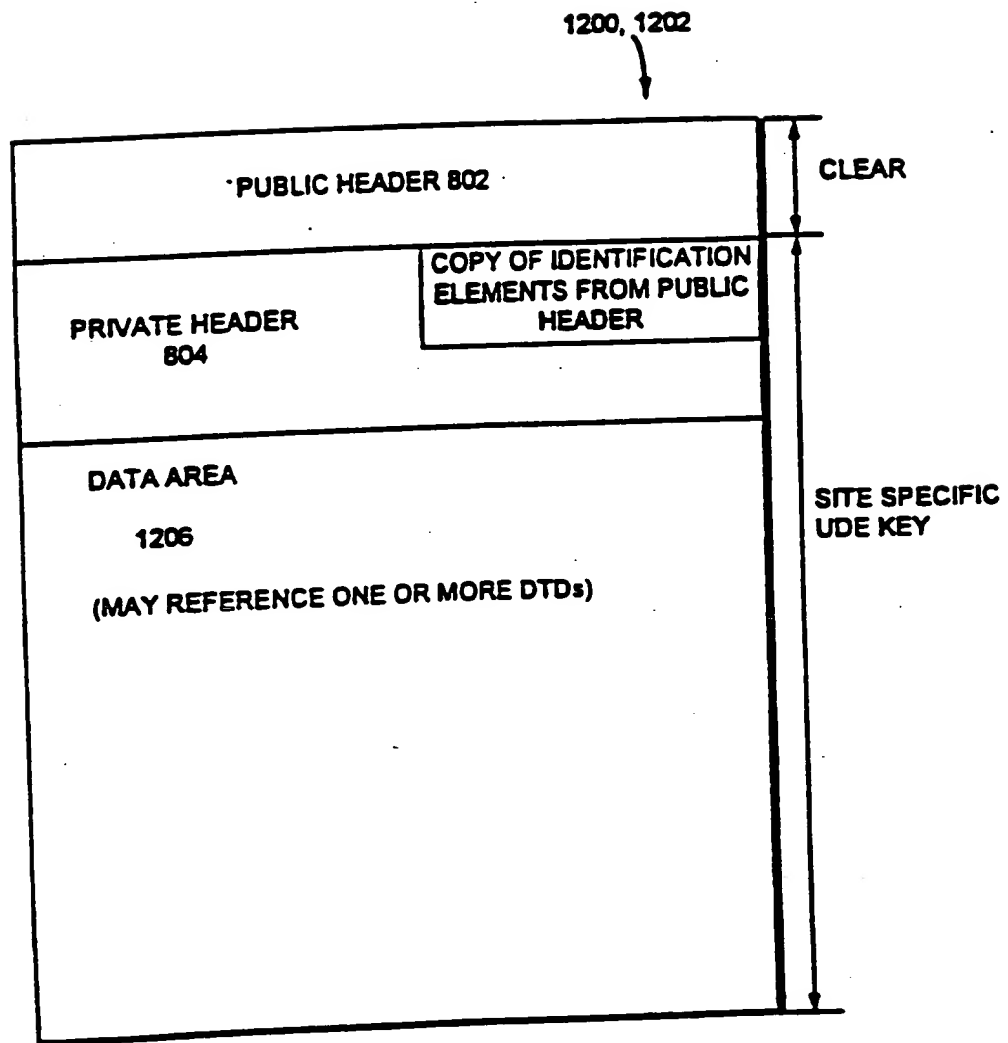 1200, 1202
PUBLIC HEADER 802
CLEAR
COPY OF IDENTIFICATION
ELEMENTS FROM PUBLIC
HEADER
PRIVATE HEADER
804
DATA AREA
1206
(MAY REFERENCE ONE OR MORE DTDs)
SITE SPECIFIC
UDE KEY